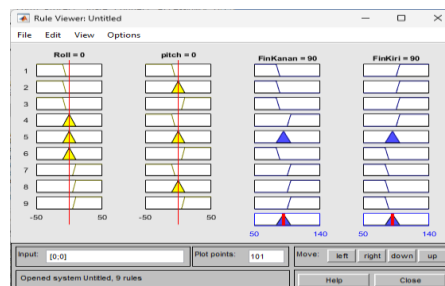 Rule Viewer: Untitled
File Edit View Options
Roll = 0 pitch = 0 FinKanan = 90 FinKiri = 90
1
2
3
4
5
6
7
8
9
-50 50 -50 50
50 140 50 140
Input: [0;0] Plot points: 101 Move: left right down up
Opened system Untitled, 9 rules Help Close